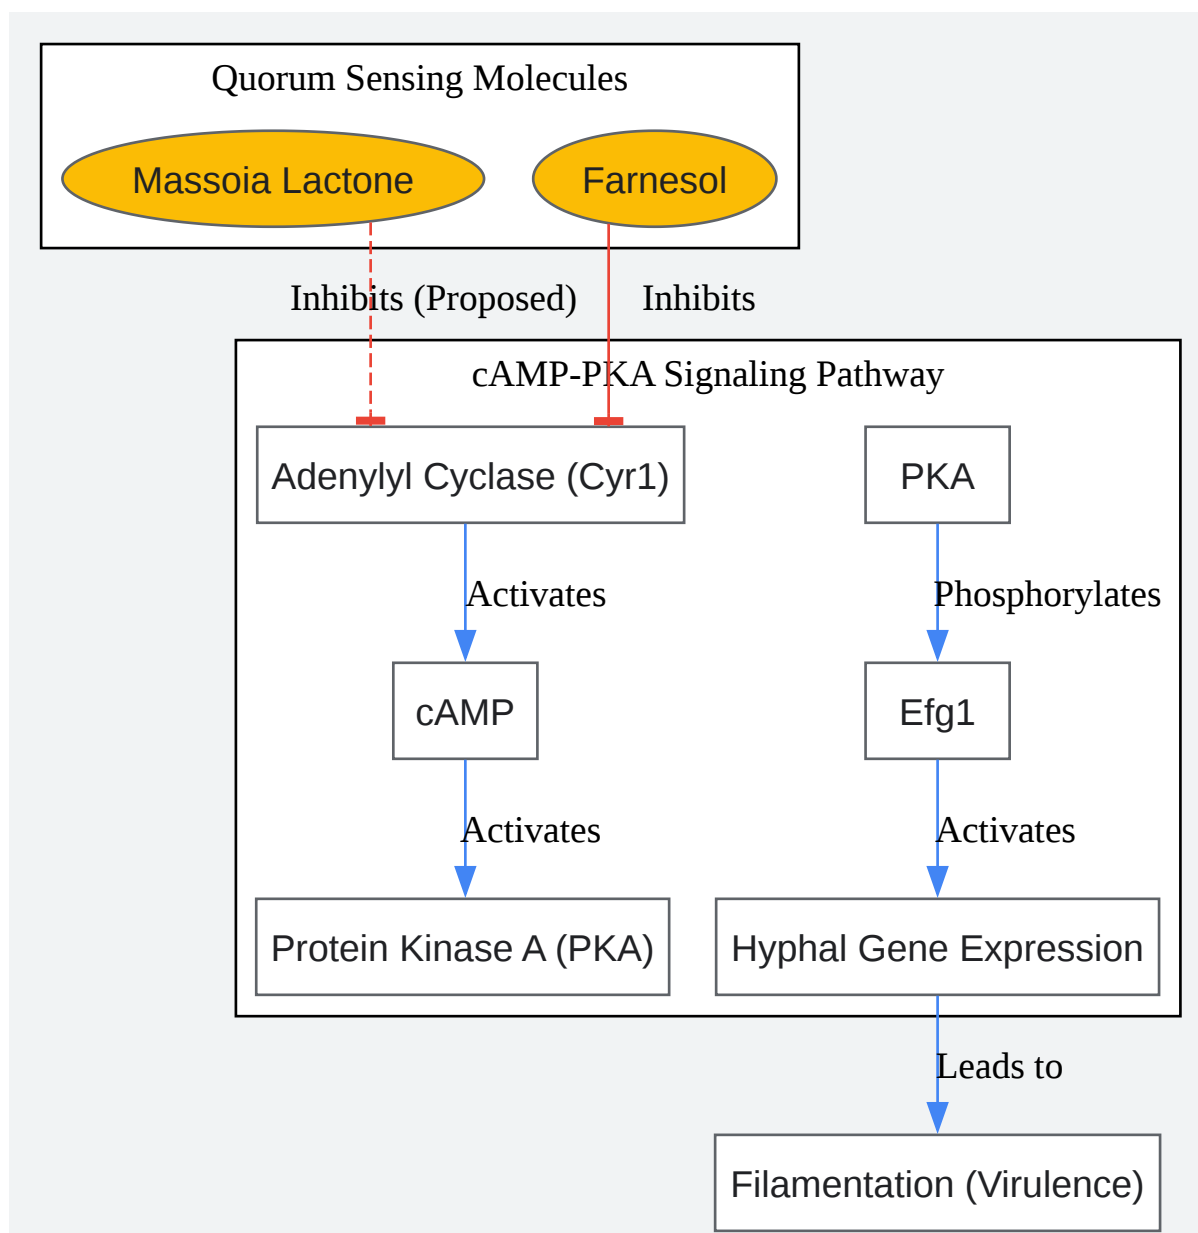 Quorum Sensing Molecules
Massoia Lactone
Farnesol
Inhibits (Proposed)
Inhibits
cAMP-PKA Signaling Pathway
Adenylyl Cyclase (Cyr1)
PKA
Activates
Phosphorylates
cAMP
Efg1
Activates
Activates
Protein Kinase A (PKA)
Hyphal Gene Expression
Leads to
Filamentation (Virulence)